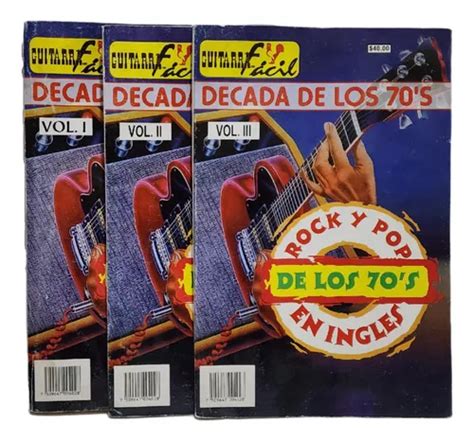 GUITARRA Fácil
DECADA
VOL. I
GUITARRA Fácil
DECADA
VOL. II
GUITARRA Fácil
$40.00
DECADA DE LOS 70'S
VOL. III
ROCK Y POP
DE LOS 70'S
EN INGLES